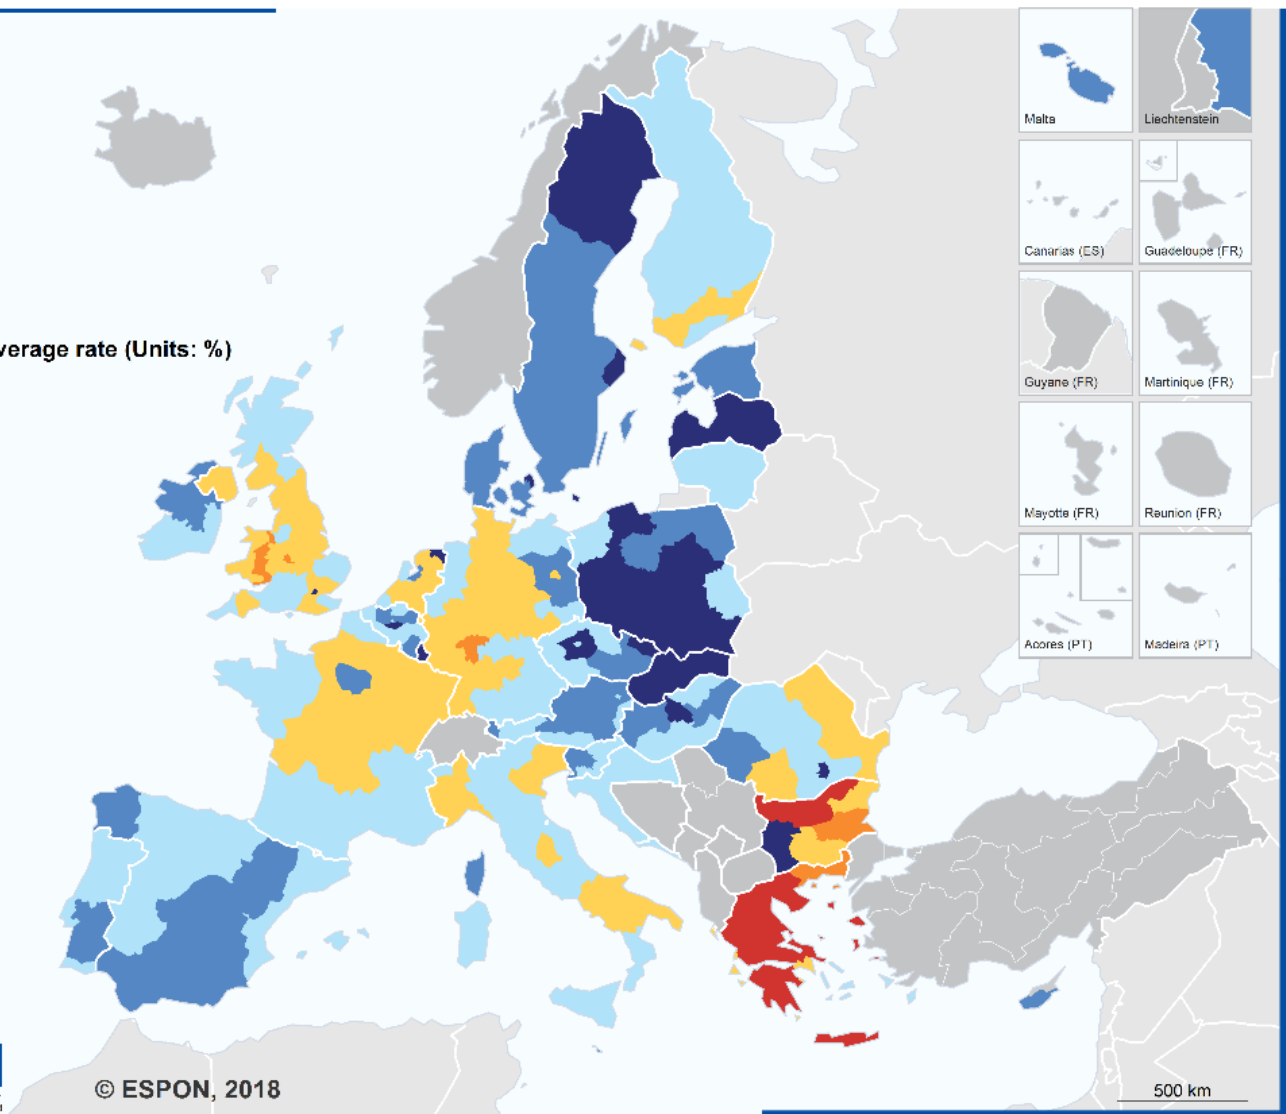 verage rate (Units: %)
Malta
Liechtenstein
Canarias (ES)
Guadeloupe (FR)
Guyane (FR)
Martinique (FR)
Mayotte (FR)
Reunion (FR)
Acores (PT)
Madeira (PT)
© ESPON, 2018
500 km